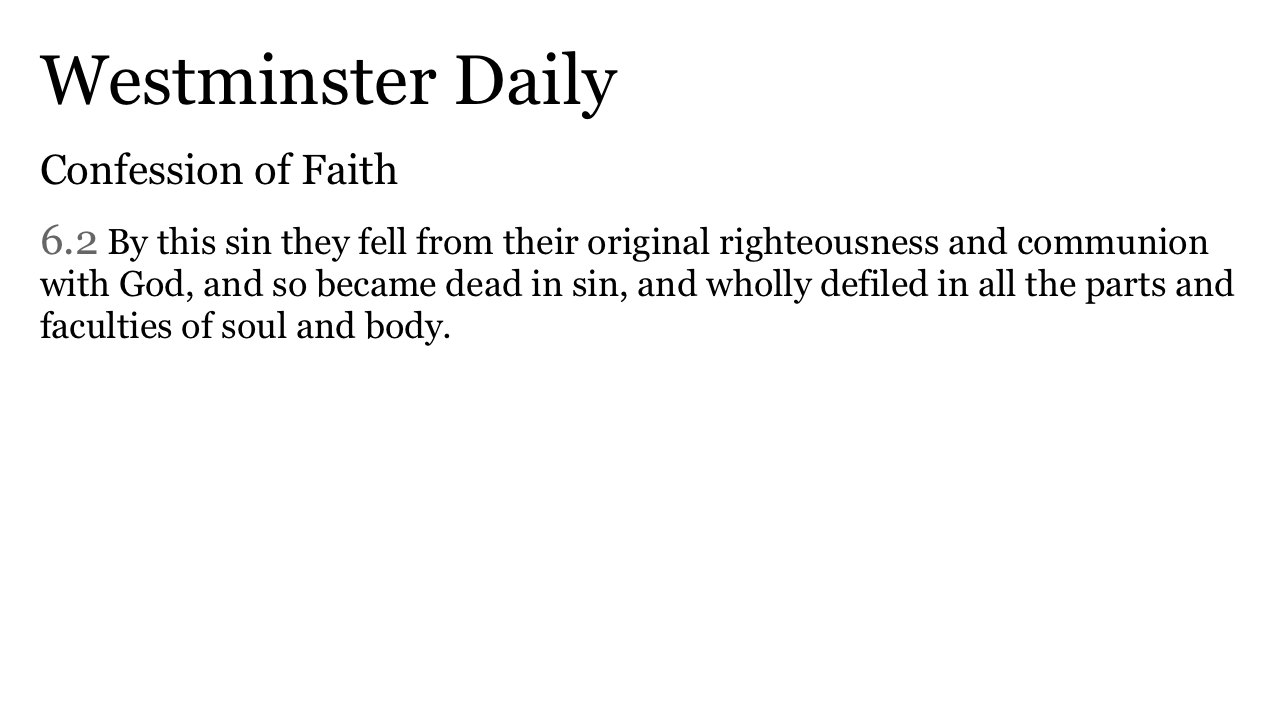 Westminster Daily
Confession of Faith
6.2 By this sin they fell from their original righteousness and communion
with God, and so became dead in sin, and wholly defiled in all the parts and
faculties of soul and body.